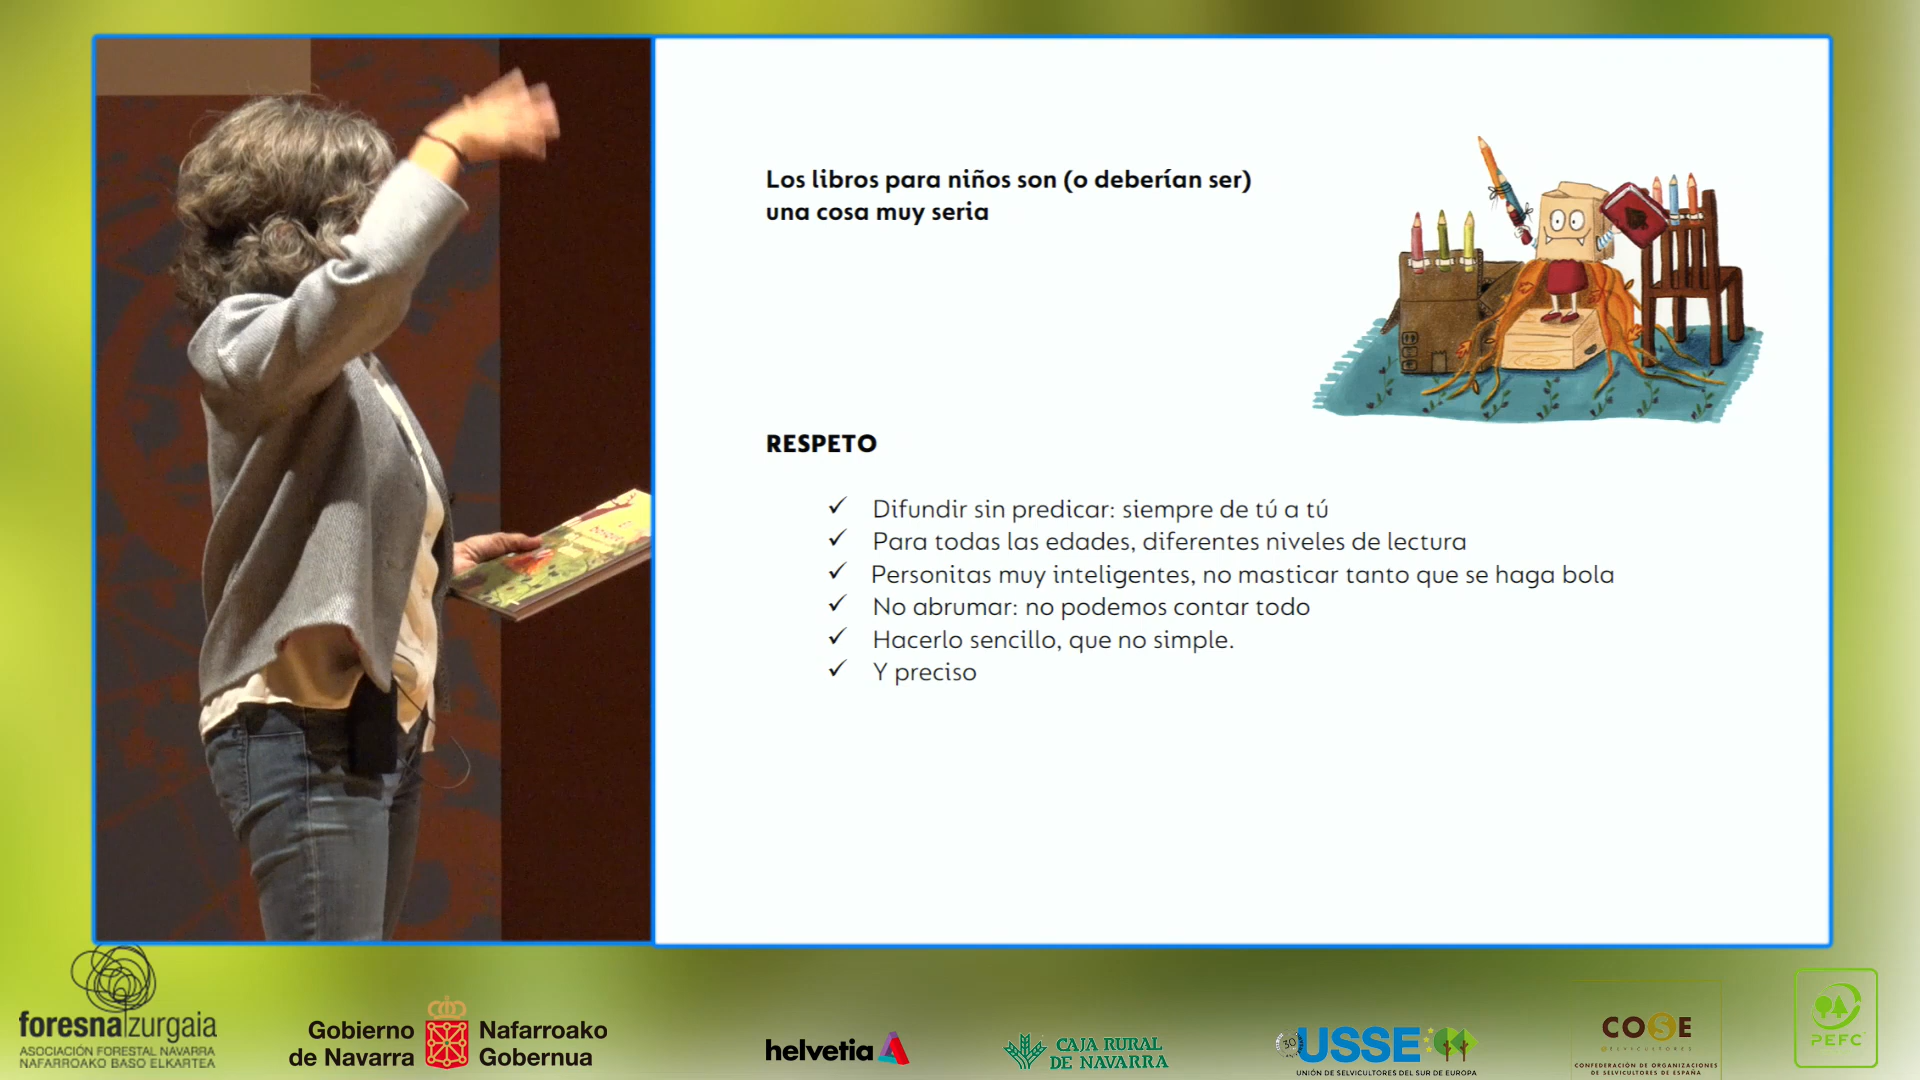 Los libros para niños son (o deberían ser)
una cosa muy seria
RESPETO
✓ Difundir sin predicar: siempre de tú a tú
✓ Para todas las edades, diferentes niveles de lectura
✓ Personitas muy inteligentes, no masticar tanto que se haga bola
✓ No abrumar: no podemos contar todo
✓ Hacerlo sencillo, que no simple.
✓ Y preciso
foresna zurgaia
ASOCIACIÓN FORESTAL NAVARRA
NAFARROAKO BASO ELKARTEA
Gobierno
de Navarra
Nafarroako
Gobernua
helvetia
CAJA RURAL
DE NAVARRA
30
USSE
UNIÓN DE SELVICULTORES DEL SUR DE EUROPA
COSE
SELVICULTORES
CONFEDERACIÓN DE ORGANIZACIONES
DE SELVICULTORES DE ESPAÑA
PEFC